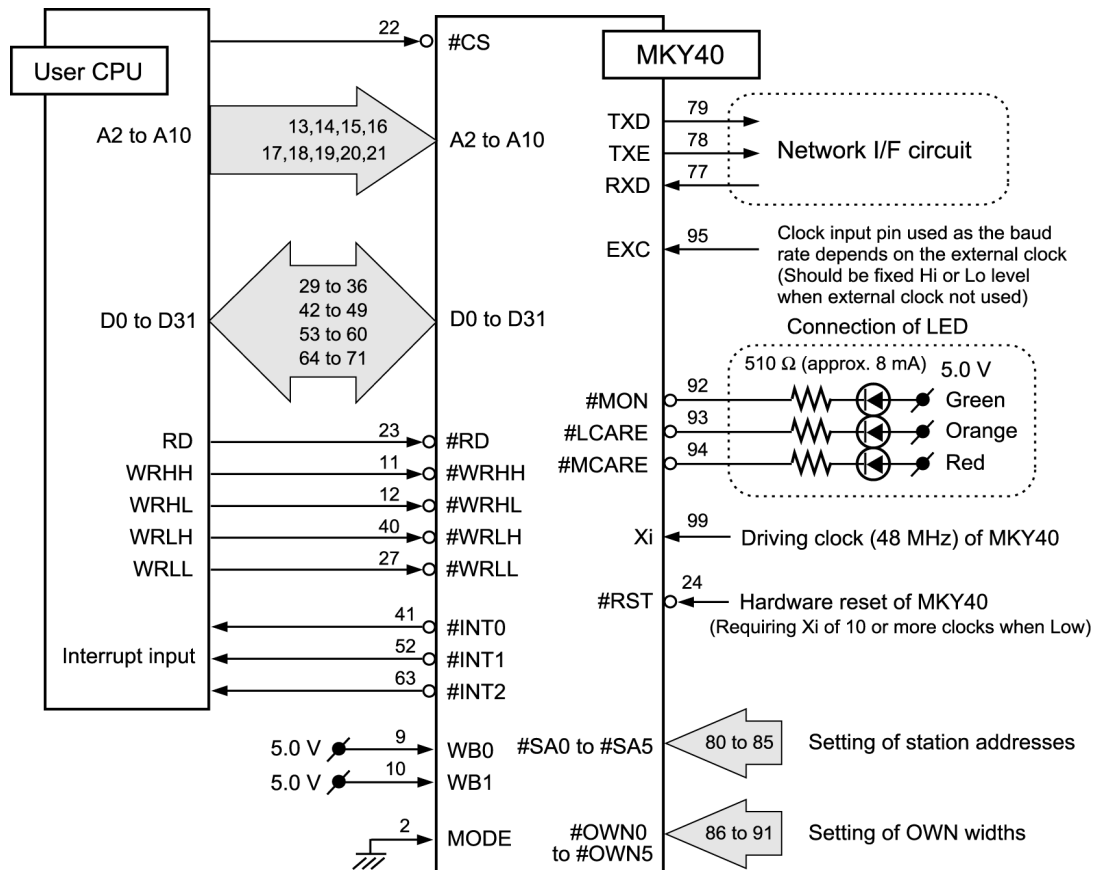 User CPU
MKY40
22
#CS
A2 to A10
13,14,15,16
17,18,19,20,21
A2 to A10
D0 to D31
29 to 36
42 to 49
53 to 60
64 to 71
D0 to D31
RD
23
#RD
WRHH
11
#WRHH
WRHL
12
#WRHL
WRLH
40
#WRLH
WRLL
27
#WRLL
Interrupt input
41
#INT0
52
#INT1
63
#INT2
5.0 V
9
WB0
5.0 V
10
WB1
2
MODE
TXD
79
TXE
78
RXD
77
Network I/F circuit
EXC
95
Clock input pin used as the baud
rate depends on the external clock
(Should be fixed Hi or Lo level
when external clock not used)
Connection of LED
510 Ω (approx. 8 mA)
5.0 V
#MON
92
Green
#LCARE
93
Orange
#MCARE
94
Red
Xi
99
Driving clock (48 MHz) of MKY40
#RST
24
Hardware reset of MKY40
(Requiring Xi of 10 or more clocks when Low)
#SA0 to #SA5
80 to 85
Setting of station addresses
#OWN0
to #OWN5
86 to 91
Setting of OWN widths